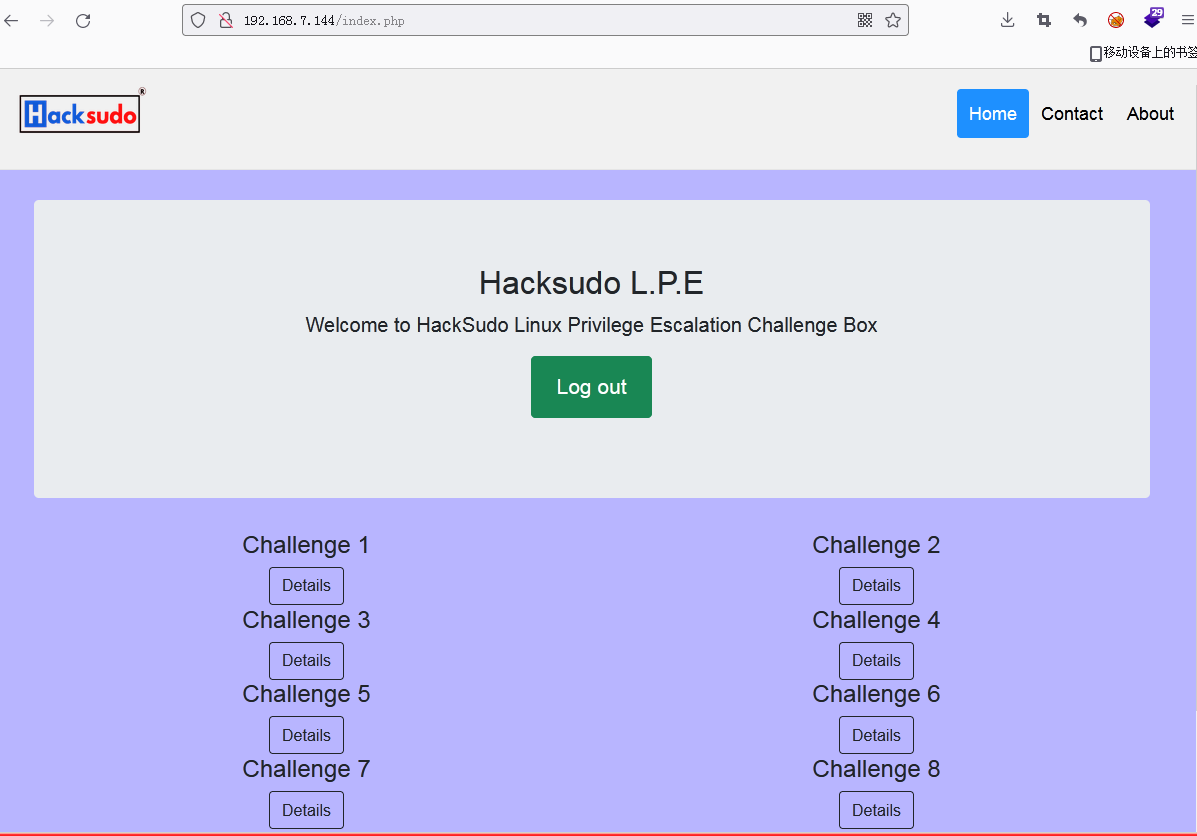 192.168.7.144/index.php
29
移动设备上的书签
Hacksudo ®
Home Contact About
Hacksudo L.P.E
Welcome to HackSudo Linux Privilege Escalation Challenge Box
Log out
Challenge 1 Challenge 2
Details Details
Challenge 3 Challenge 4
Details Details
Challenge 5 Challenge 6
Details Details
Challenge 7 Challenge 8
Details Details